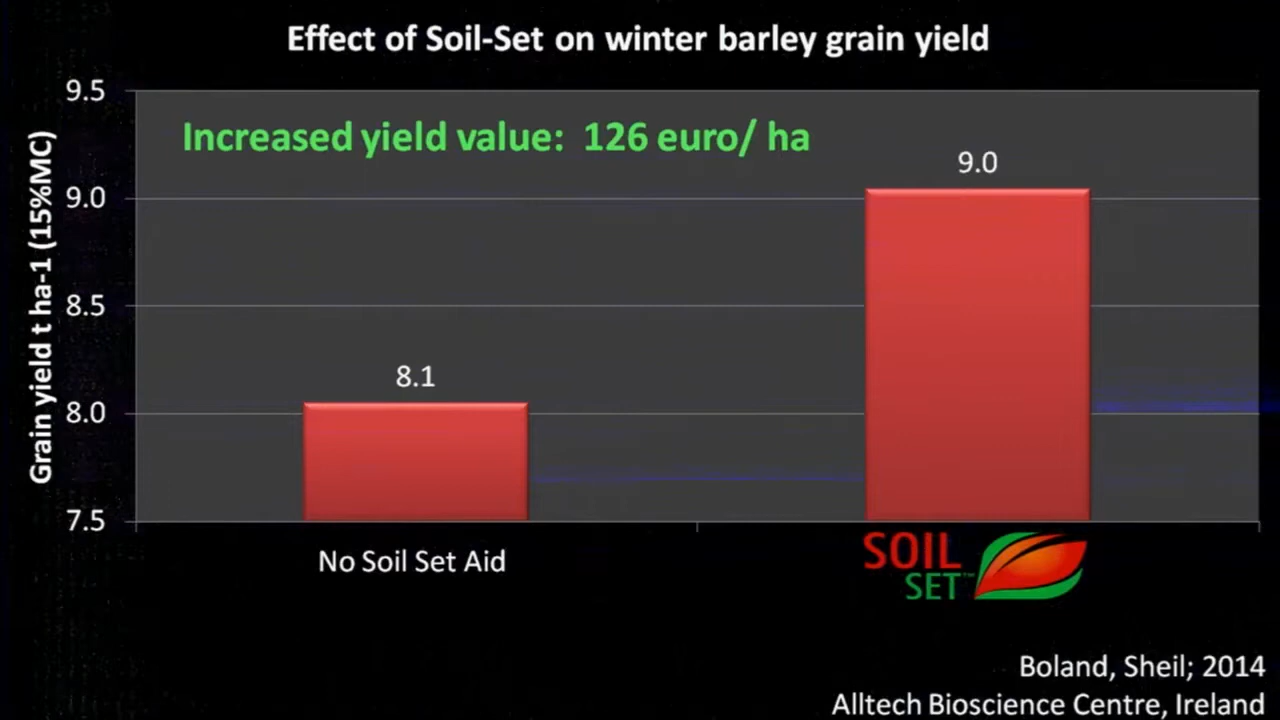 Effect of Soil-Set on winter barley grain yield
Grain yield t ha-1 (15%MC)
9.5
9.0
8.5
8.0
7.5
Increased yield value: 126 euro/ ha
8.1
9.0
No Soil Set Aid
SOIL
SET™
Boland, Sheil; 2014
Alltech Bioscience Centre, Ireland